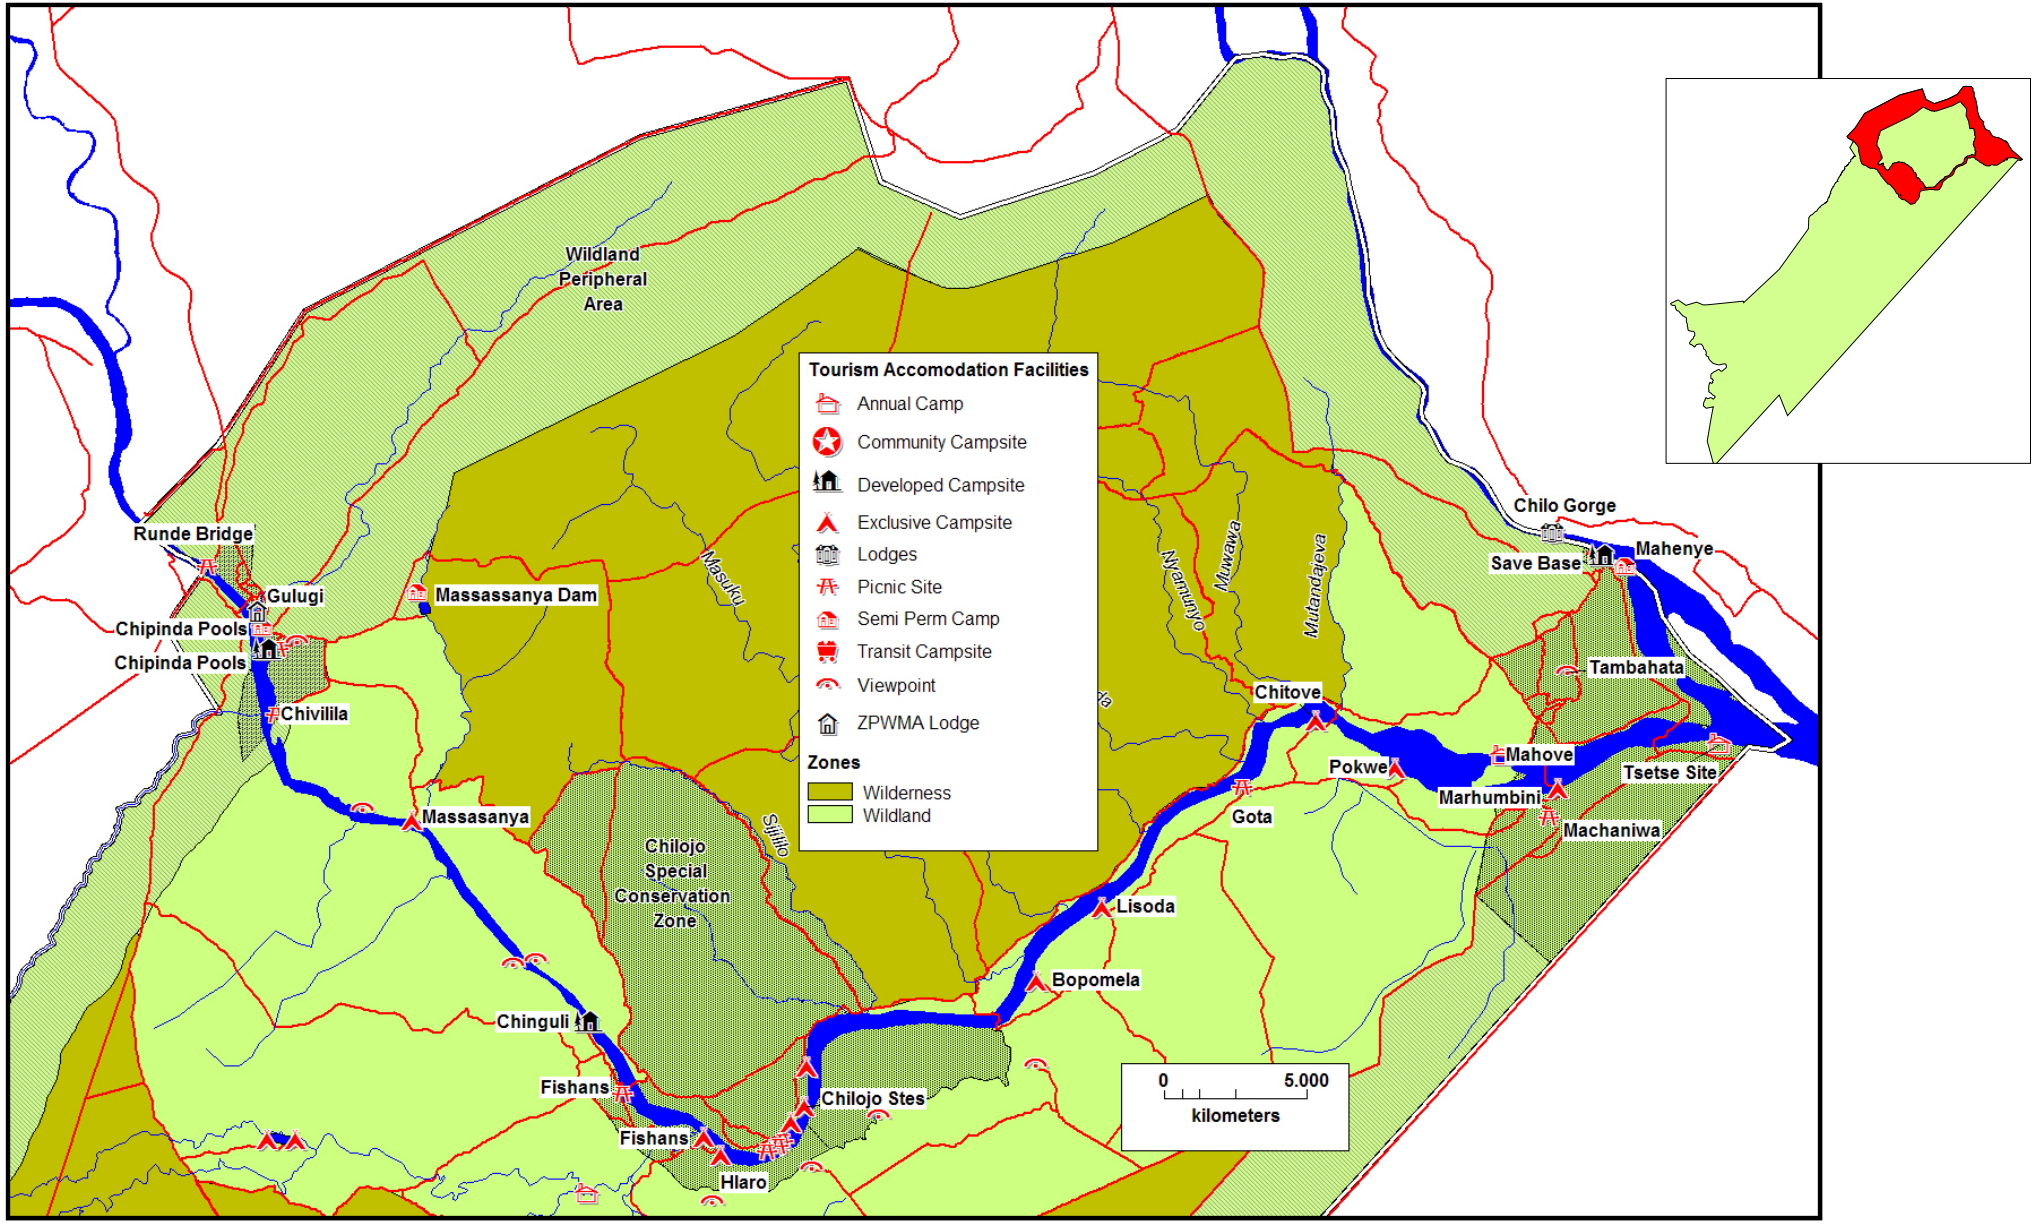 Wildland
Peripheral
Area
Tourism Accomodation Facilities
Annual Camp
Community Campsite
Developed Campsite
Exclusive Campsite
Lodges
Picnic Site
Semi Perm Camp
Transit Campsite
Viewpoint
ZPWMA Lodge
Zones
Wilderness
Wildland
Chilo Gorge
Runde Bridge
Mahenye
Save Base
Masuku
Nyamunyo
Muwawa
Mutandajeva
Gulugi
Massassanya Dam
Chipinda Pools
Chipinda Pools
Tambahata
Chitove
da
Chivilila
Mahove
Pokwe
Tsetse Site
Marhumbini
Massasanya
Gota
Machaniwa
Sijililo
Chilojo
Special
Conservation
Zone
Lisoda
Bopomela
Chinguli
Fishans
Chilojo Stes
0 5.000
kilometers
Fishans
Hlaro